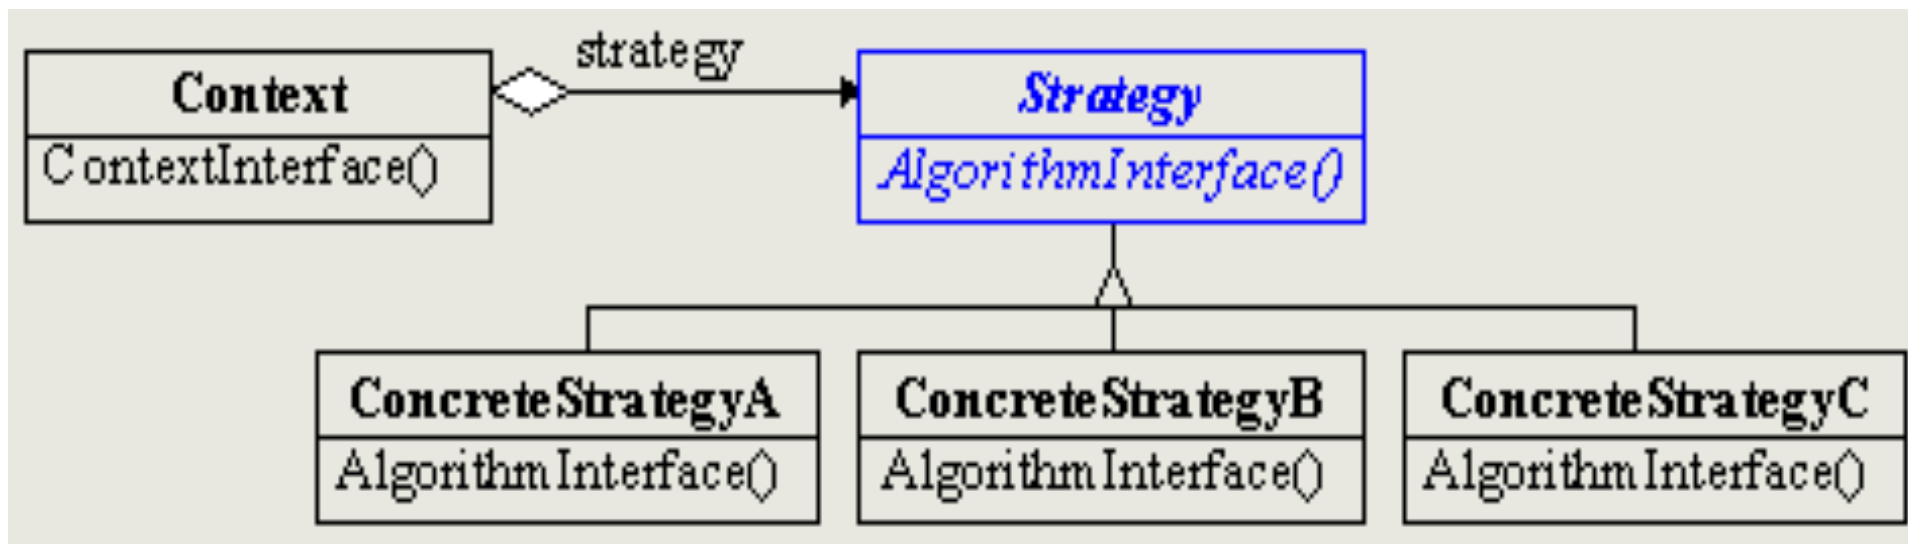 strategy
Context
Strategy
ContextInterface()
AlgorithmInterface()
ConcreteStrategyA
ConcreteStrategyB
ConcreteStrategyC
AlgorithmInterface()
AlgorithmInterface()
AlgorithmInterface()